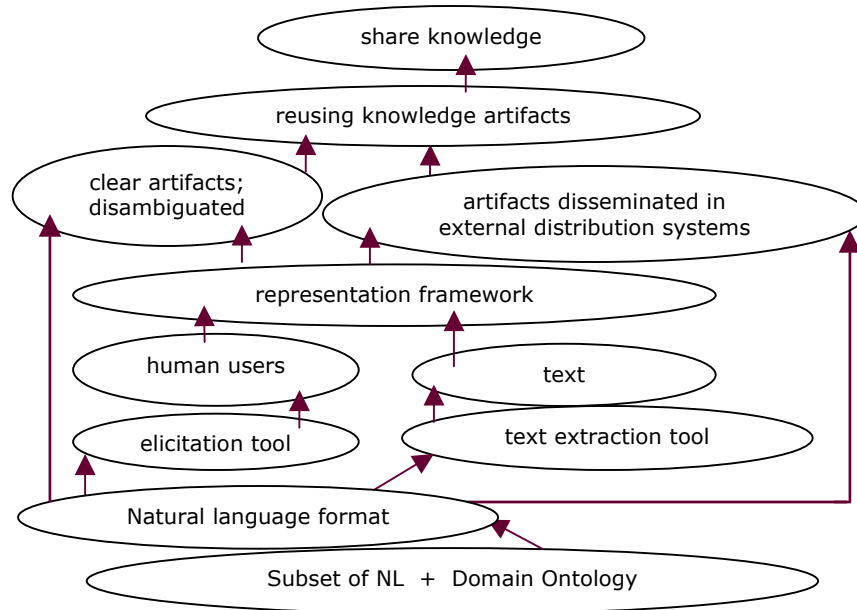 share knowledge
reusing knowledge artifacts
clear artifacts;
disambiguated
artifacts disseminated in
external distribution systems
representation framework
human users
text
elicitation tool
text extraction tool
Natural language format
Subset of NL + Domain Ontology